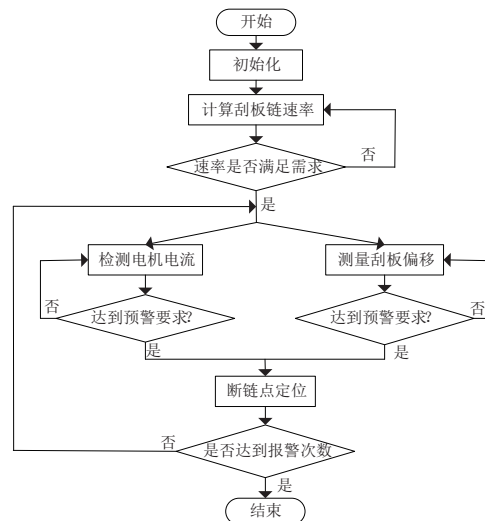 开始
初始化
计算刮板链速率
速率是否满足需求
否
是
检测电机电流
测量刮板偏移
否
达到预警要求?
达到预警要求?
否
是
是
断链点定位
否
是否达到报警次数
是
结束